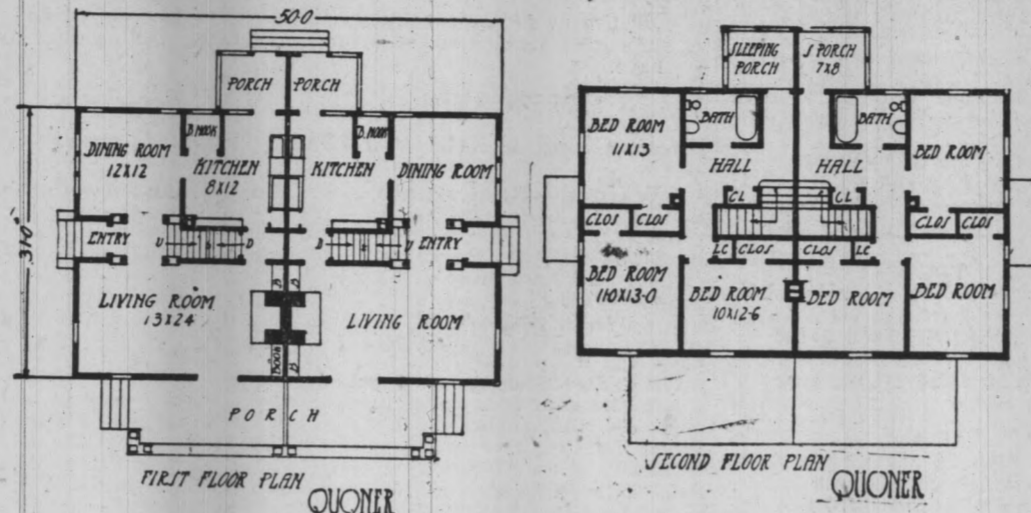 50-0
PORCH
PORCH
B. NOOK
B. NOOK
DINING ROOM
12X12
KITCHEN
8X12
KITCHEN
DINING ROOM
31-0
ENTRY
U
D
D
U
ENTRY
LIVING ROOM
13X24
LIVING ROOM
B
B
BOOK
B
PORCH
FIRST FLOOR PLAN
QUONER
SLEEPING
PORCH
S PORCH
7X8
BED ROOM
11X13
BATH
BATH
BED ROOM
HALL
HALL
CL
CL
CLOS
CLOS
CLOS
CLOS
LC
CLOS
CLOS
LC
BED ROOM
11-0X13-0
BED ROOM
10X12-6
BED ROOM
BED ROOM
SECOND FLOOR PLAN
QUONER